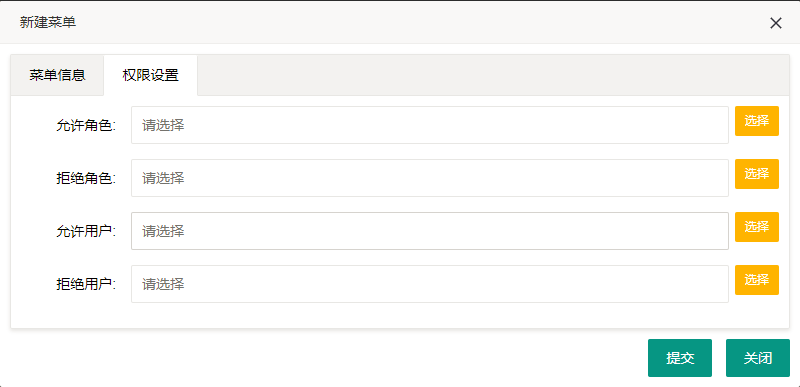 新建菜单
菜单信息 权限设置
允许角色: 请选择 选择
拒绝角色: 请选择 选择
允许用户: 请选择 选择
拒绝用户: 请选择 选择
提交 关闭